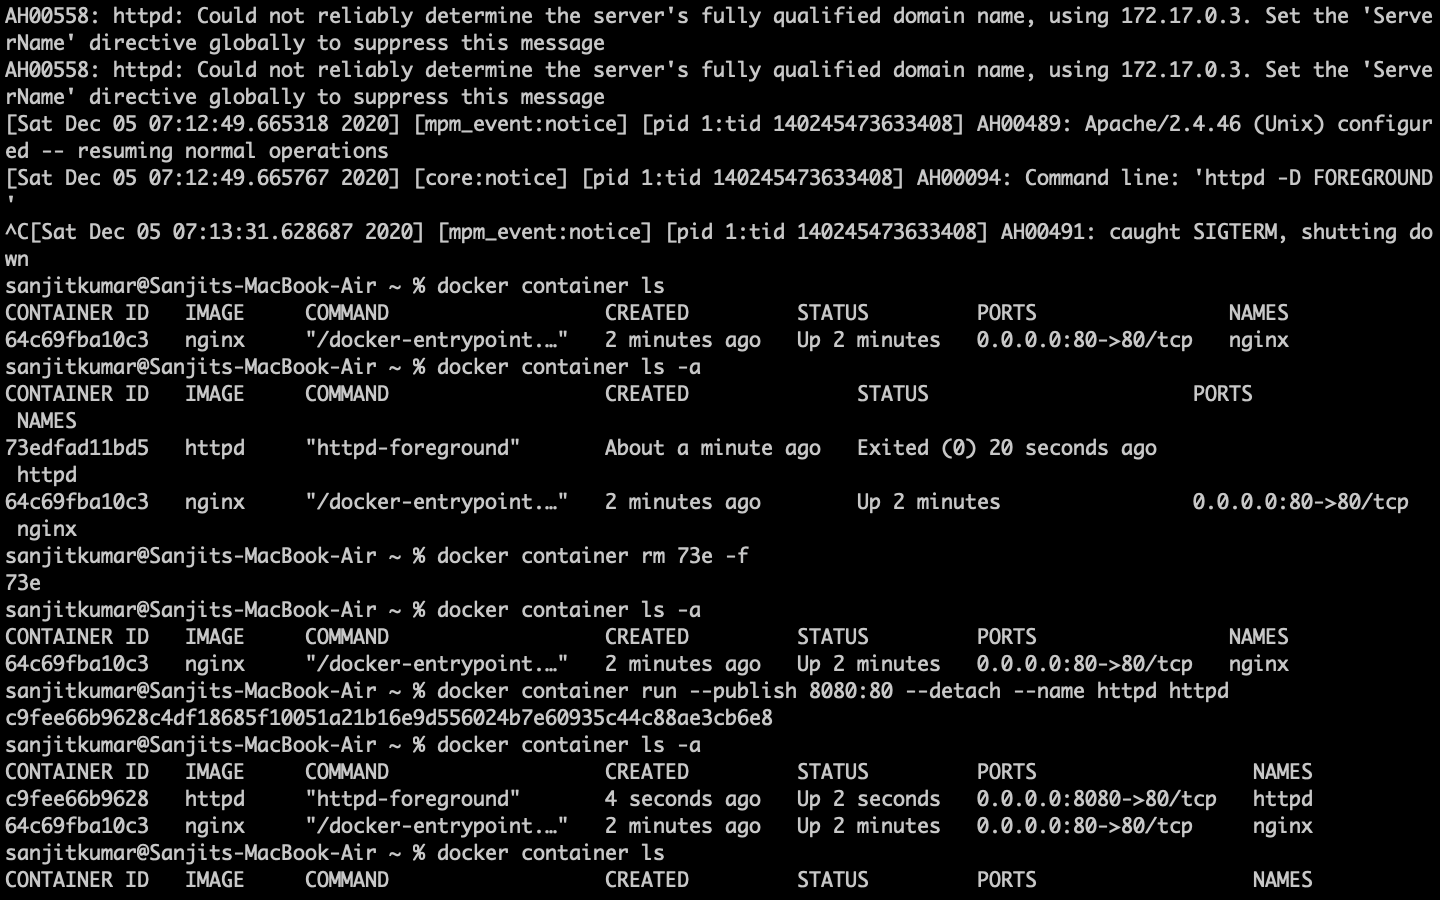 AH00558: httpd: Could not reliably determine the server's fully qualified domain name, using 172.17.0.3. Set the 'Serve
rName' directive globally to suppress this message
AH00558: httpd: Could not reliably determine the server's fully qualified domain name, using 172.17.0.3. Set the 'Serve
rName' directive globally to suppress this message
[Sat Dec 05 07:12:49.665318 2020] [mpm_event:notice] [pid 1:tid 140245473633408] AH00489: Apache/2.4.46 (Unix) configur
ed -- resuming normal operations
[Sat Dec 05 07:12:49.665767 2020] [core:notice] [pid 1:tid 140245473633408] AH00094: Command line: 'httpd -D FOREGROUND
'
^C[Sat Dec 05 07:13:31.628687 2020] [mpm_event:notice] [pid 1:tid 140245473633408] AH00491: caught SIGTERM, shutting do
wn
sanjitkumar@Sanjits-MacBook-Air ~ % docker container ls
CONTAINER ID   IMAGE     COMMAND                  CREATED         STATUS         PORTS                NAMES
64c69fba10c3   nginx     "/docker-entrypoint.…"   2 minutes ago   Up 2 minutes   0.0.0.0:80->80/tcp   nginx
sanjitkumar@Sanjits-MacBook-Air ~ % docker container ls -a
CONTAINER ID   IMAGE     COMMAND                  CREATED              STATUS                      PORTS
 NAMES
73edfad11bd5   httpd     "httpd-foreground"       About a minute ago   Exited (0) 20 seconds ago
 httpd
64c69fba10c3   nginx     "/docker-entrypoint.…"   2 minutes ago        Up 2 minutes                0.0.0.0:80->80/tcp
 nginx
sanjitkumar@Sanjits-MacBook-Air ~ % docker container rm 73e -f
73e
sanjitkumar@Sanjits-MacBook-Air ~ % docker container ls -a
CONTAINER ID   IMAGE     COMMAND                  CREATED         STATUS         PORTS                NAMES
64c69fba10c3   nginx     "/docker-entrypoint.…"   2 minutes ago   Up 2 minutes   0.0.0.0:80->80/tcp   nginx
sanjitkumar@Sanjits-MacBook-Air ~ % docker container run --publish 8080:80 --detach --name httpd httpd
c9fee66b9628c4df18685f10051a21b16e9d556024b7e60935c44c88ae3cb6e8
sanjitkumar@Sanjits-MacBook-Air ~ % docker container ls -a
CONTAINER ID   IMAGE     COMMAND                  CREATED         STATUS         PORTS                  NAMES
c9fee66b9628   httpd     "httpd-foreground"       4 seconds ago   Up 2 seconds   0.0.0.0:8080->80/tcp   httpd
64c69fba10c3   nginx     "/docker-entrypoint.…"   2 minutes ago   Up 2 minutes   0.0.0.0:80->80/tcp     nginx
sanjitkumar@Sanjits-MacBook-Air ~ % docker container ls
CONTAINER ID   IMAGE     COMMAND                  CREATED         STATUS         PORTS                  NAMES